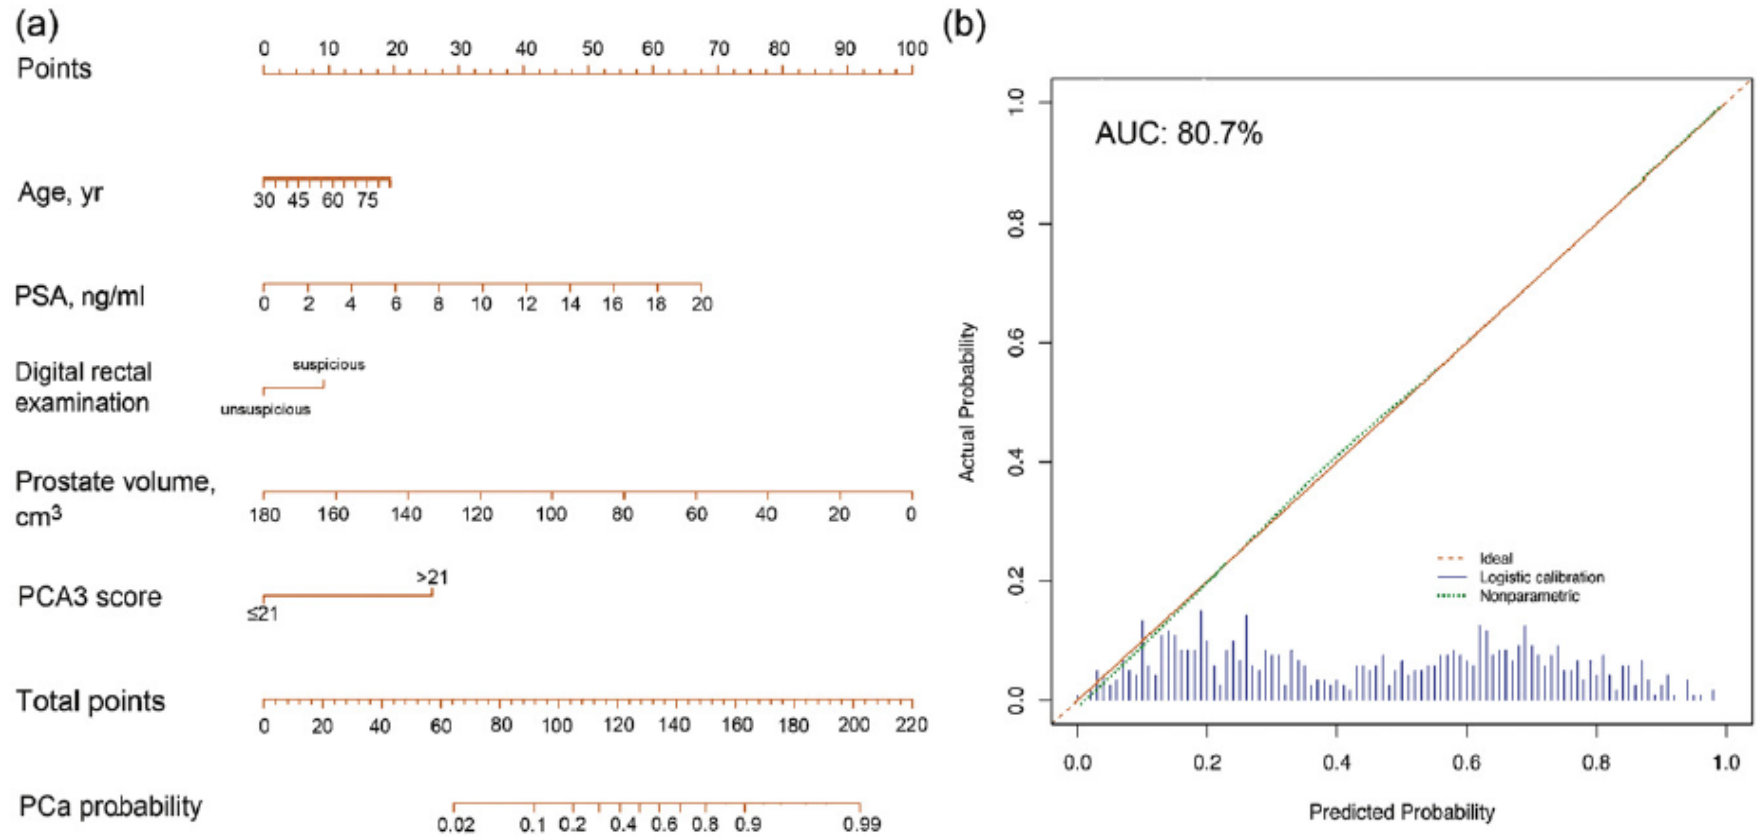 (a)
0 10 20 30 40 50 60 70 80 90 100
Points
Age, yr
30 45 60 75
PSA, ng/ml
0 2 4 6 8 10 12 14 16 18 20
Digital rectal
examination
suspicious
unsuspicious
Prostate volume,
cm3
180 160 140 120 100 80 60 40 20 0
PCA3 score
>21
≤21
Total points
0 20 40 60 80 100 120 140 160 180 200 220
PCa probability
0.02 0.1 0.2 0.4 0.6 0.8 0.9 0.99
(b)
AUC: 80.7%
Actual Probability
1.0
0.8
0.6
0.4
0.2
0.0
Ideal
Logistic calibration
Nonparametric
0.0 0.2 0.4 0.6 0.8 1.0
Predicted Probability